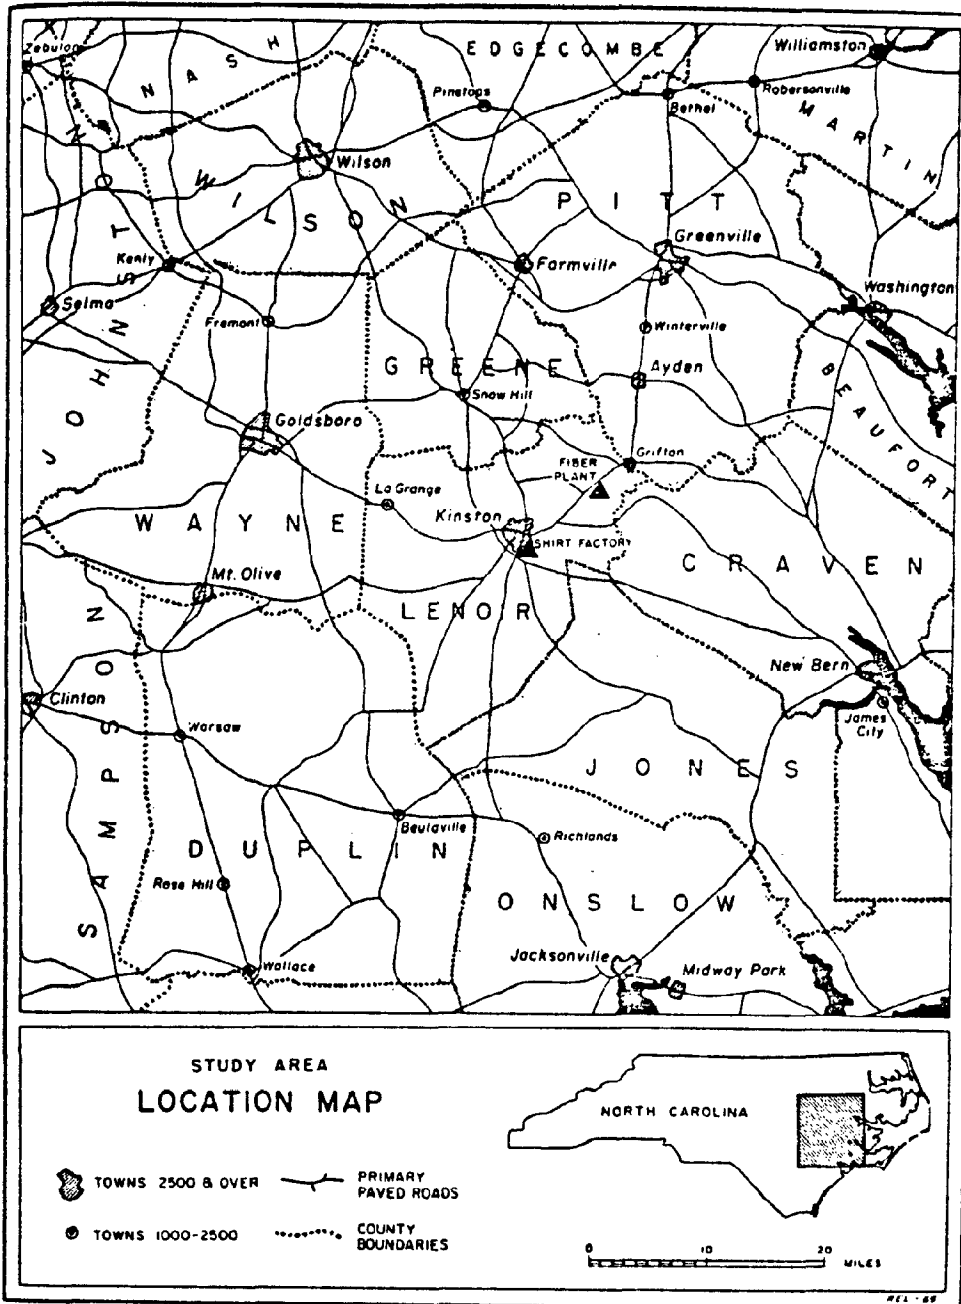 EDGECOMBE
Williamston
Zebulon
NASH
Pinetops
Robersonville
Bethel
MARTIN
Wilson
WILSON
PITT
Greenville
Kenly
Farmville
Washington
Selma
JOHNST N
Fremont
Winterville
GREENE
Ayden
BEAUFORT
Snow Hill
Goldsboro
Grifton
FIBER
PLANT
La Grange
Kinston
WAYNE
SHIRT FACTORY
CRAVEN
Mt. Olive
LENOIR
New Bern
Clinton
James
City
Warsaw
SAMPSON
JONES
Beulaville
Richlands
DUPLIN
Rose Hill
ONSLOW
Jacksonville
Midway Park
Wallace
STUDY AREA
LOCATION MAP
NORTH CAROLINA
TOWNS 2500 & OVER
PRIMARY
PAVED ROADS
TOWNS 1000-2500
COUNTY
BOUNDARIES
0 10 20
MILES
REL-69